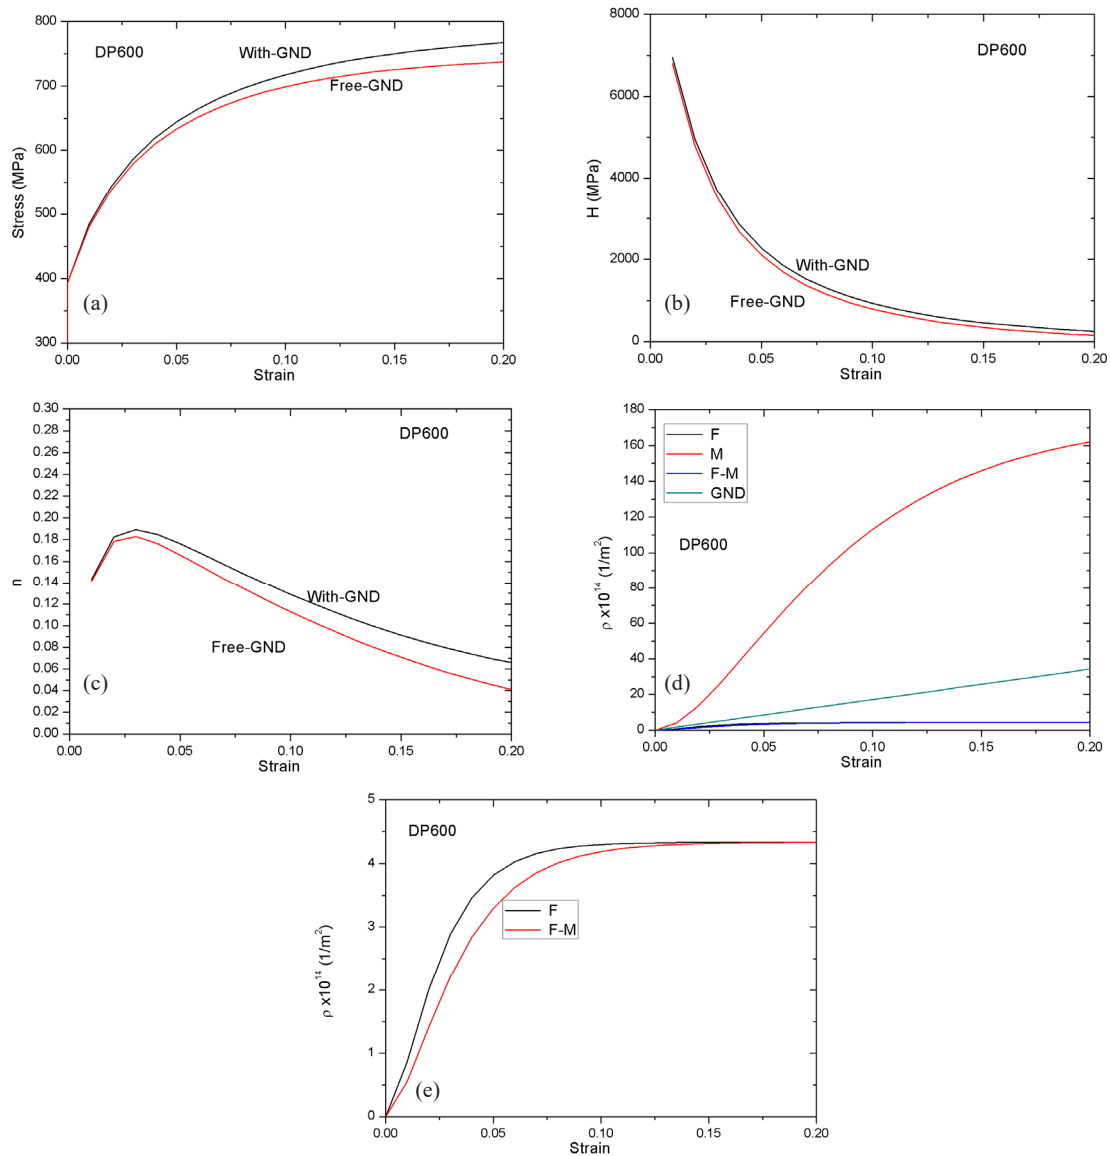 800
700
600
500
400
300
Stress (MPa)
DP600
With-GND
Free-GND
(a)
0.00
0.05
0.10
0.15
0.20
Strain
8000
6000
4000
2000
0
H (MPa)
DP600
With-GND
Free-GND
(b)
0.00
0.05
0.10
0.15
0.20
Strain
0.30
0.28
0.26
0.24
0.22
0.20
0.18
0.16
0.14
0.12
0.10
0.08
0.06
0.04
0.02
0.00
n
DP600
With-GND
Free-GND
(c)
0.00
0.05
0.10
0.15
0.20
Strain
180
160
140
120
100
80
60
40
20
0
ρ x10¹⁴ (1/m²)
F
M
F-M
GND
DP600
(d)
0.00
0.05
0.10
0.15
0.20
Strain
5
4
3
2
1
0
ρ x10¹⁴ (1/m²)
DP600
F
F-M
(e)
0.00
0.05
0.10
0.15
0.20
Strain